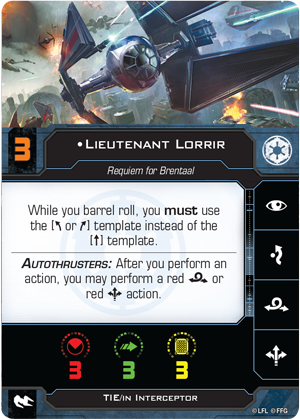 3
•Lieutenant Lorrir
Requiem for Brentaal
While you barrel roll, you must use
the [↰ or ↱] template instead of the
[↑] template.
Autothrusters: After you perform an
action, you may perform a red or
red action.
3 3 3
TIE/in Interceptor
©LFL ©FFG